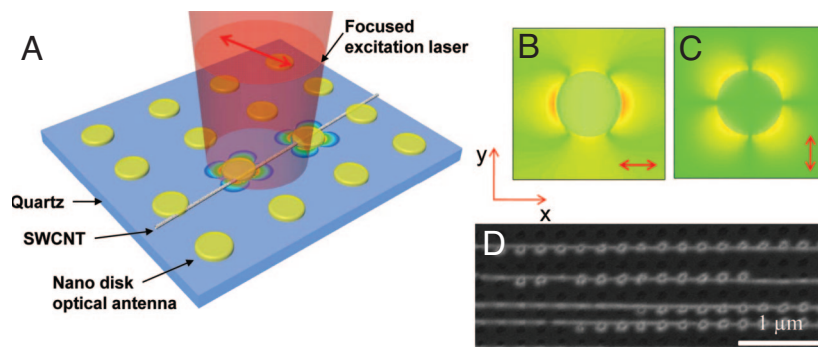 A
Focused
excitation laser
Quartz
SWCNT
Nano disk
optical antenna
B
C
y
x
D
1 µm